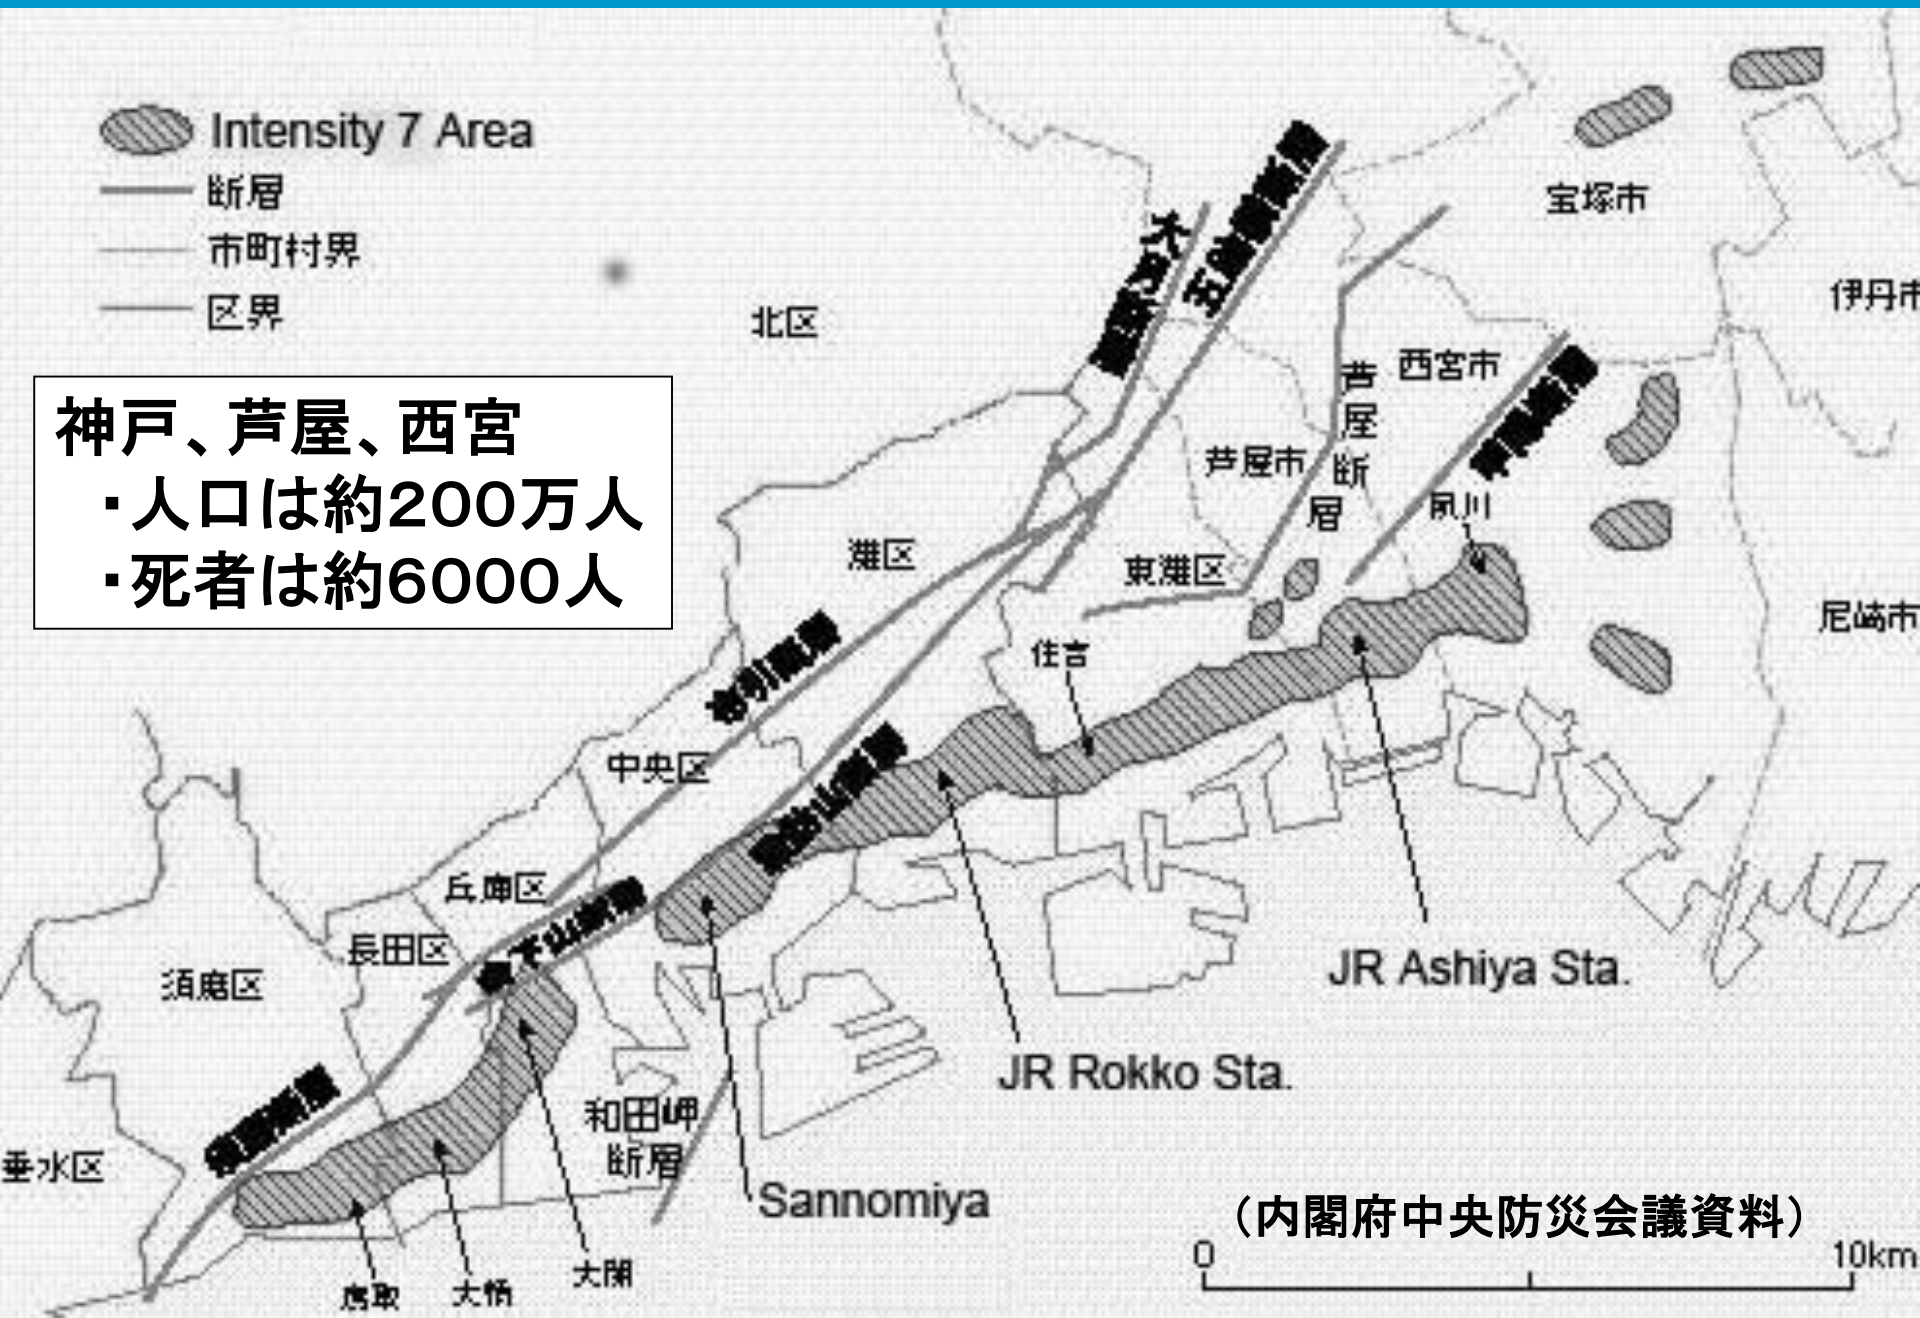 Intensity 7 Area
断層
市町村界
区界
神戸、芦屋、西宮
・人口は約200万人
・死者は約6000人
北区
宝塚市
伊丹市
西宮市
芦屋断層
芦屋市
夙川
灘区
東灘区
尼崎市
住吉
中央区
兵庫区
長田区
須磨区
JR Ashiya Sta.
JR Rokko Sta.
和田岬
断層
垂水区
Sannomiya
(内閣府中央防災会議資料)
0
10km
大開
大橋
鷹取